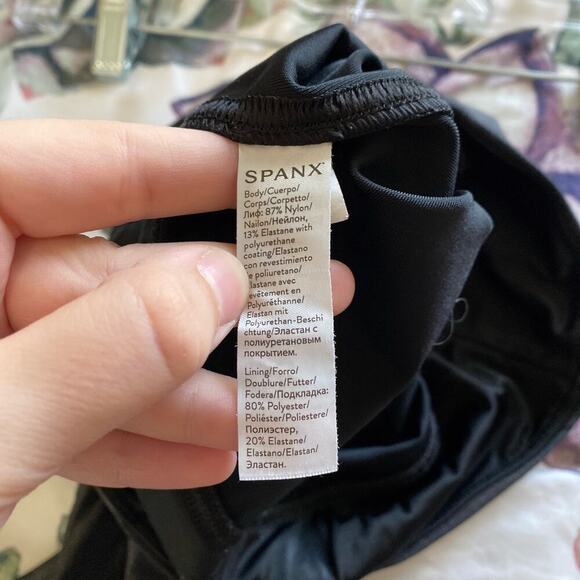 SPANX
Body/Cuerpo/
Corps/Corpetto/
Лиф: 87% Nylon/
Nailon/Нейлон,
13% Elastane with
polyurethane
coating/Elastano
con revestimiento
de poliuretano/
Elastane avec
revêtement en
Polyuréthanne/
Elastan mit
Polyurethan-Beschi
chtung/Эластан с
полиуретановым
покрытием.
Lining/Forro/
Doublure/Futter/
Fodera/Подкладка:
80% Polyester/
Poliéster/Poliestere/
Полиэстер,
20% Elastane/
Elastano/Elastan/
Эластан.